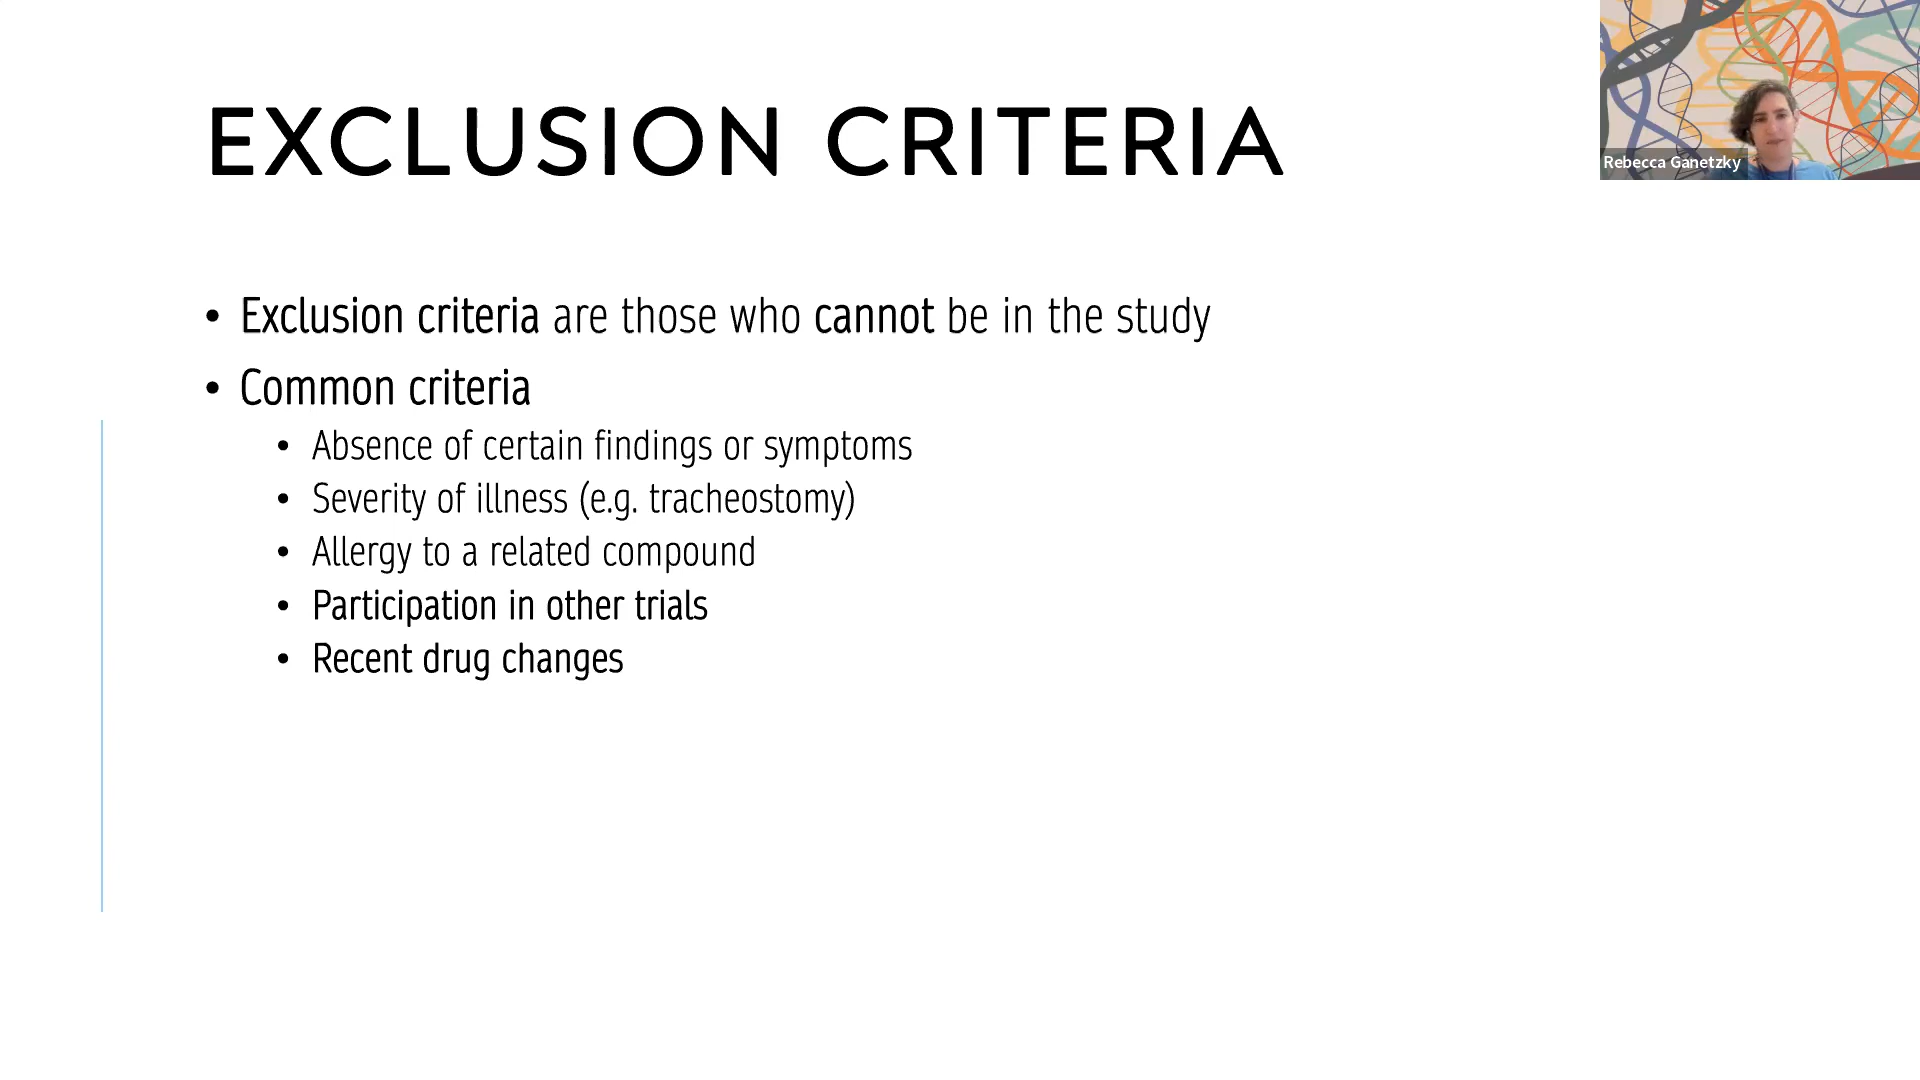 EXCLUSION CRITERIA
Rebecca Ganetzky
• Exclusion criteria are those who cannot be in the study
• Common criteria
• Absence of certain findings or symptoms
• Severity of illness (e.g. tracheostomy)
• Allergy to a related compound
• Participation in other trials
• Recent drug changes